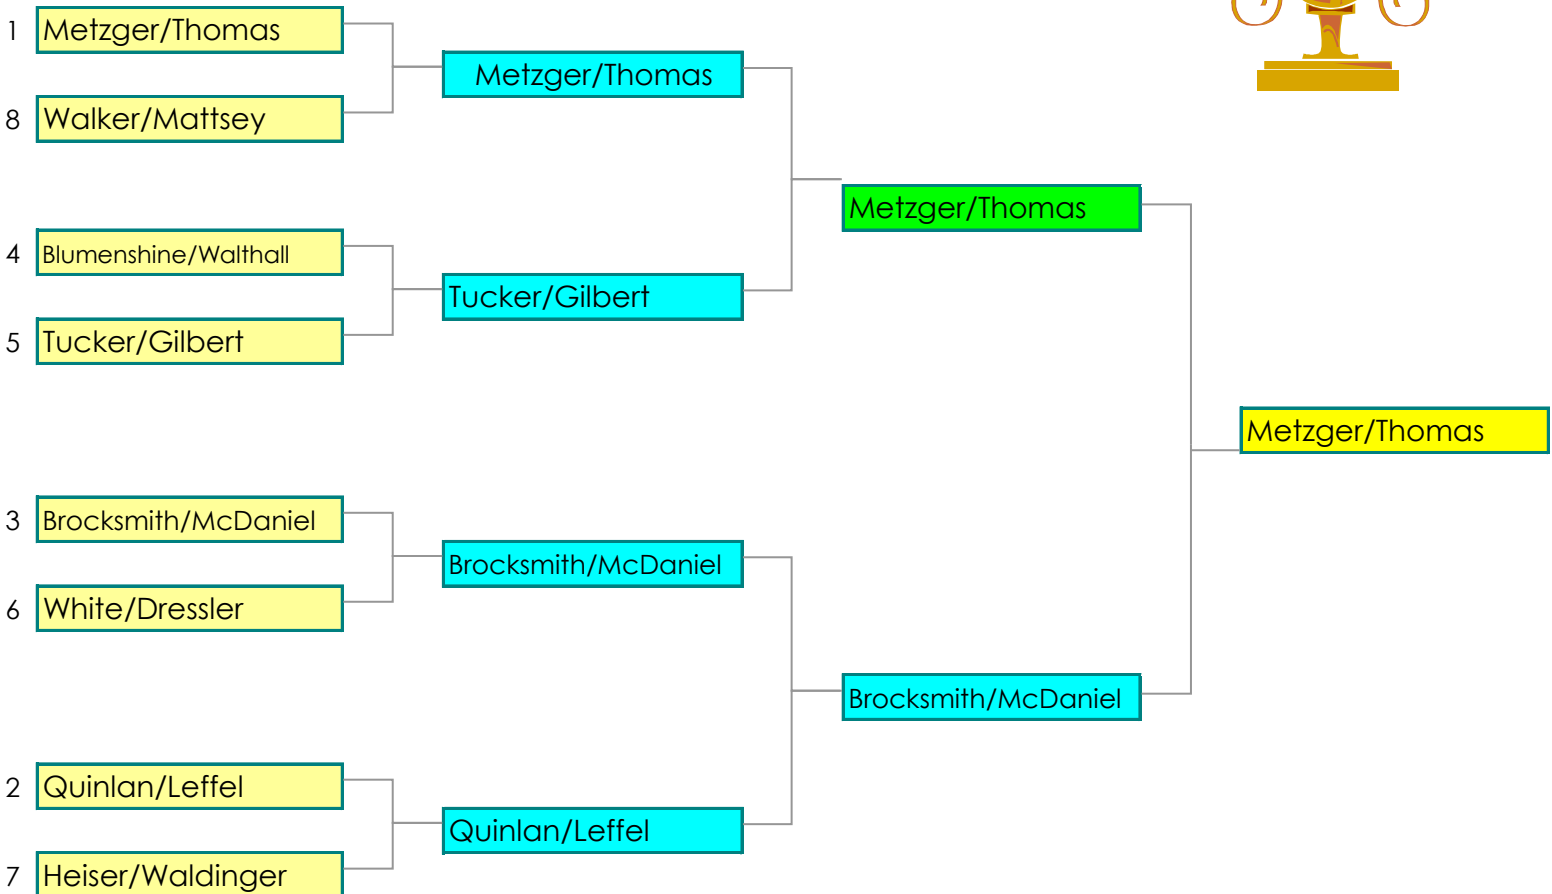 1 Metzger/Thomas
Metzger/Thomas
8 Walker/Mattsey
Metzger/Thomas
4 Blumenshine/Walthall
Tucker/Gilbert
5 Tucker/Gilbert
Metzger/Thomas
3 Brocksmith/McDaniel
Brocksmith/McDaniel
6 White/Dressler
Brocksmith/McDaniel
2 Quinlan/Leffel
Quinlan/Leffel
7 Heiser/Waldinger